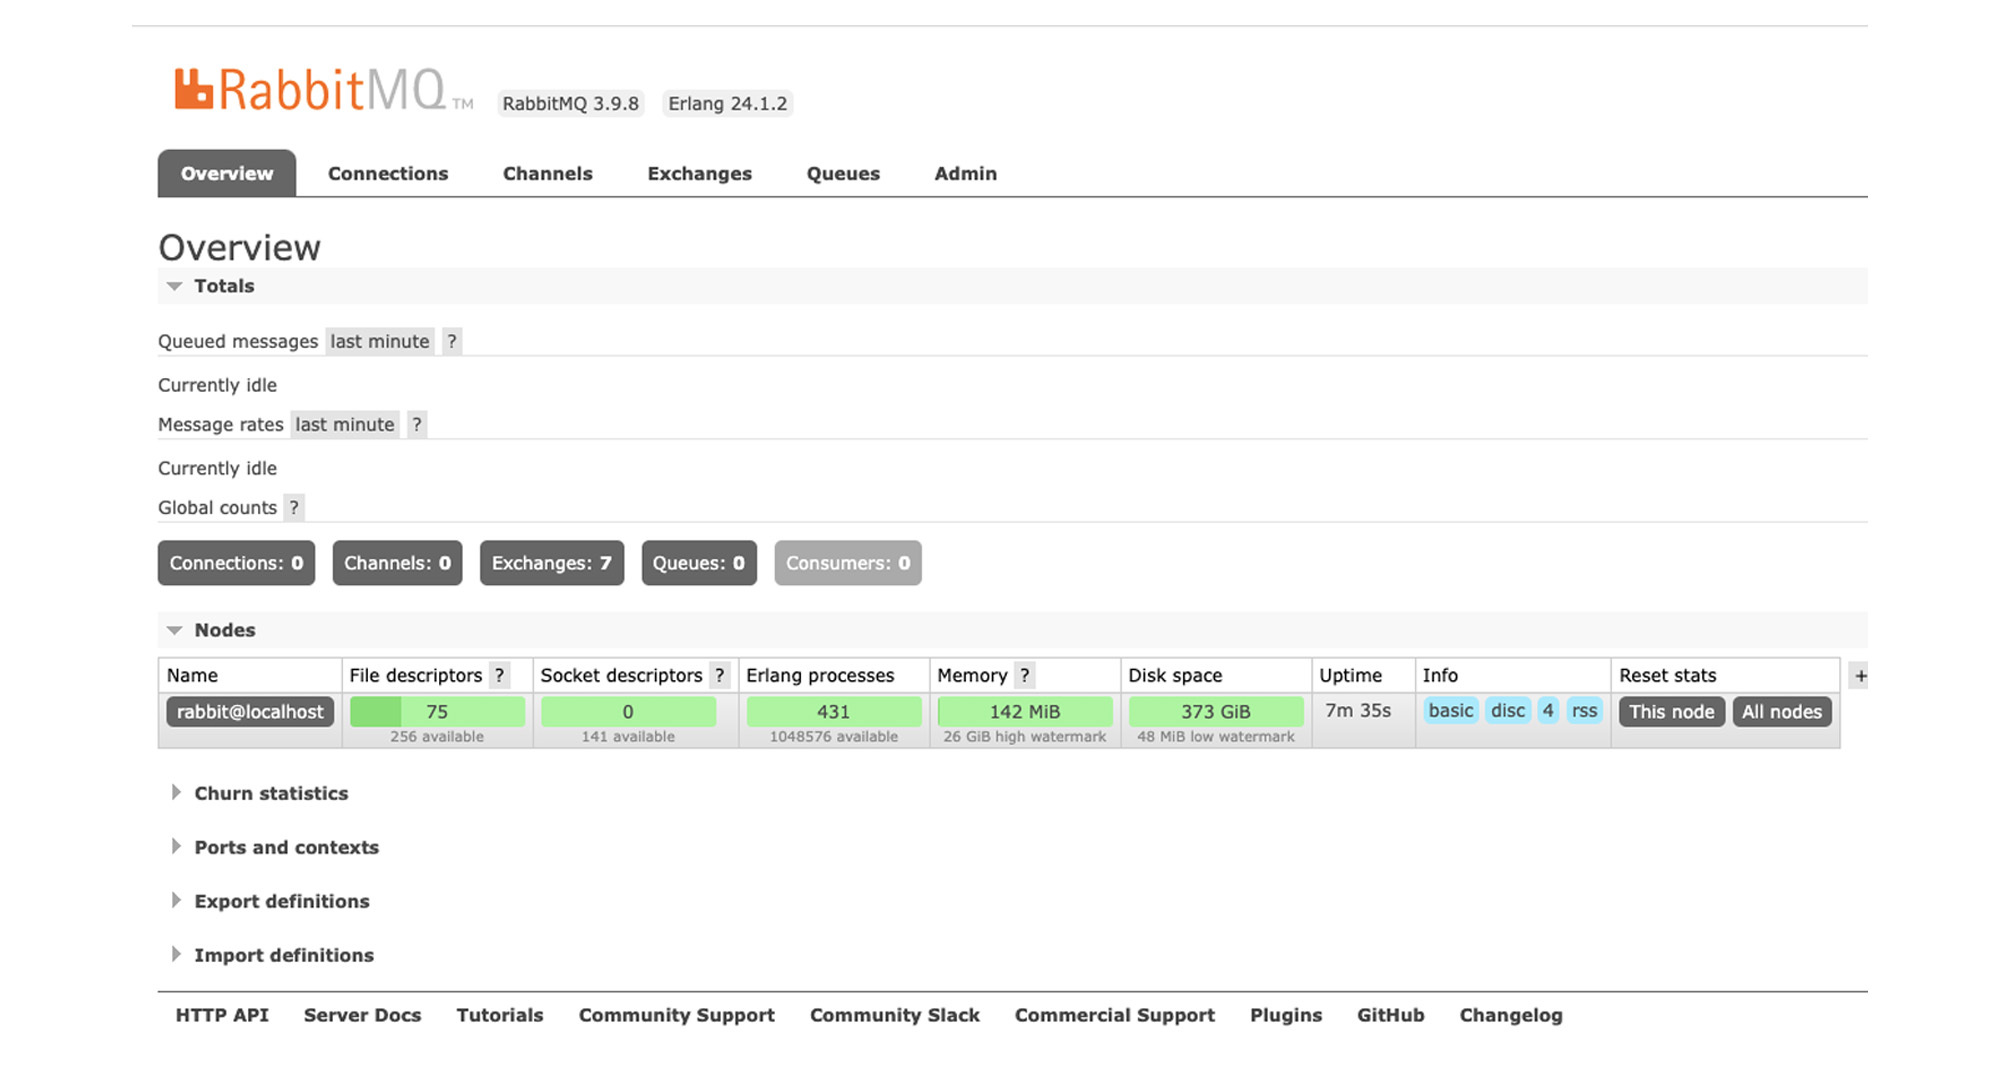 RabbitMQ TM RabbitMQ 3.9.8 Erlang 24.1.2
Overview Connections Channels Exchanges Queues Admin
Overview
Totals
Queued messages last minute ?
Currently idle
Message rates last minute ?
Currently idle
Global counts ?
Connections: 0 Channels: 0 Exchanges: 7 Queues: 0 Consumers: 0
Nodes
Name File descriptors ? Socket descriptors ? Erlang processes Memory ? Disk space Uptime Info Reset stats +
rabbit@localhost 75 0 431 142 MiB 373 GiB 7m 35s basic disc 4 rss This node All nodes
256 available 141 available 1048576 available 26 GiB high watermark 48 MiB low watermark
Churn statistics
Ports and contexts
Export definitions
Import definitions
HTTP API Server Docs Tutorials Community Support Community Slack Commercial Support Plugins GitHub Changelog